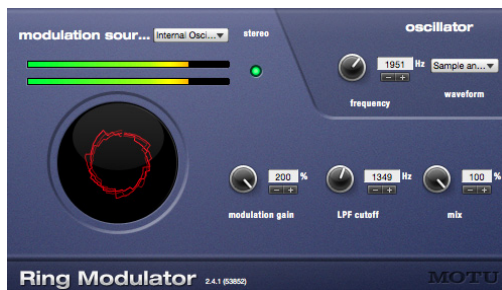 modulation sour... Internal Osci... stereo
oscillator
1951 Hz Sample an...
- +
frequency
waveform
200 % 1349 Hz 100 %
- + - + - +
modulation gain LPF cutoff mix
Ring Modulator 2.4.1 (53852) MOTU